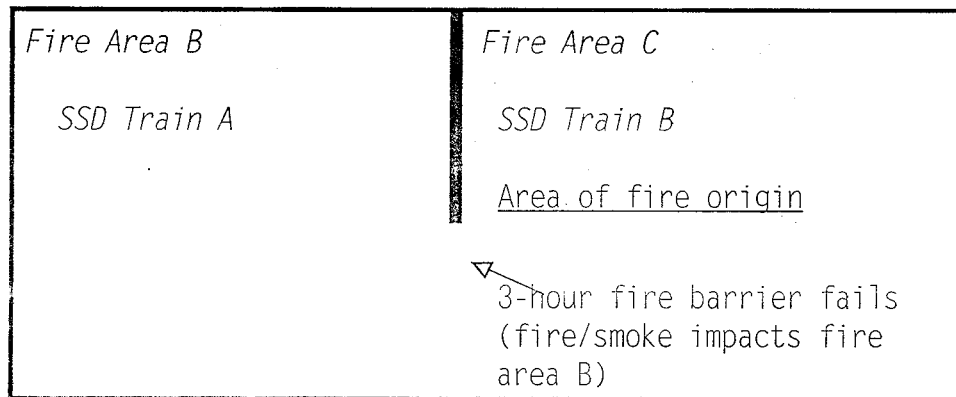 Fire Area B
SSD Train A
Fire Area C
SSD Train B
Area of fire origin
3-hour fire barrier fails
(fire/smoke impacts fire
area B)